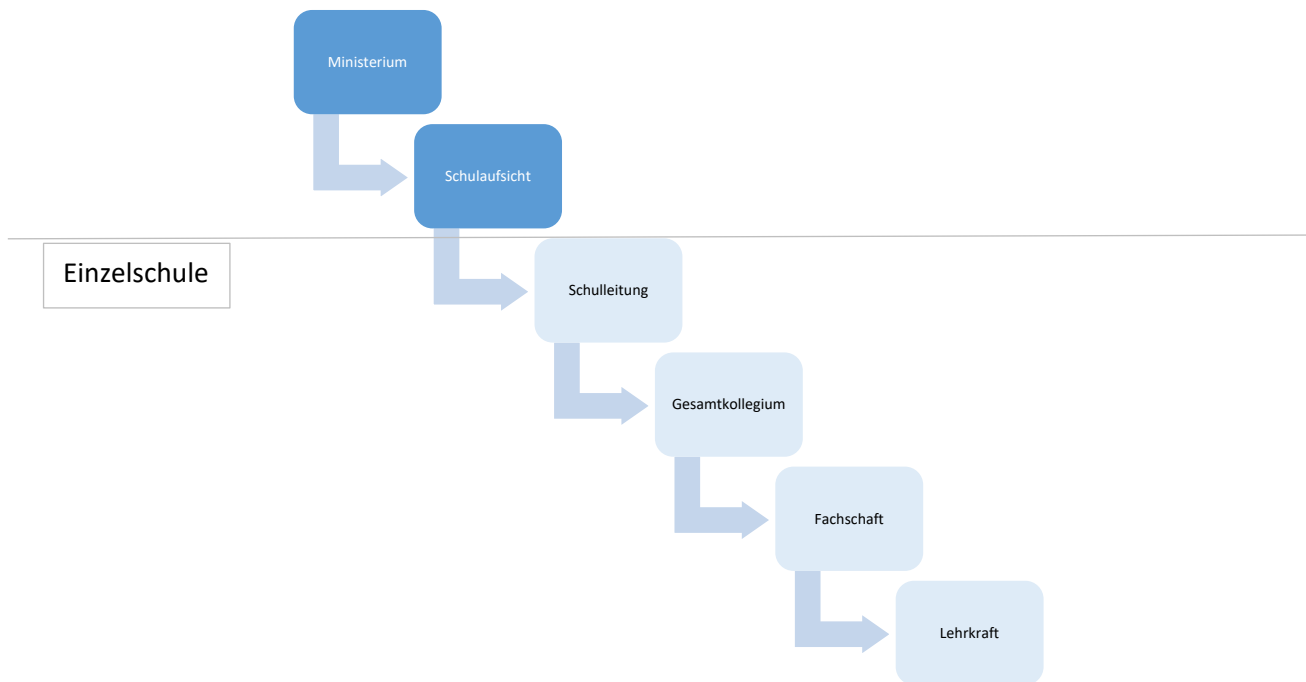 Ministerium
Schulaufsicht
Einzelschule
Schulleitung
Gesamtkollegium
Fachschaft
Lehrkraft